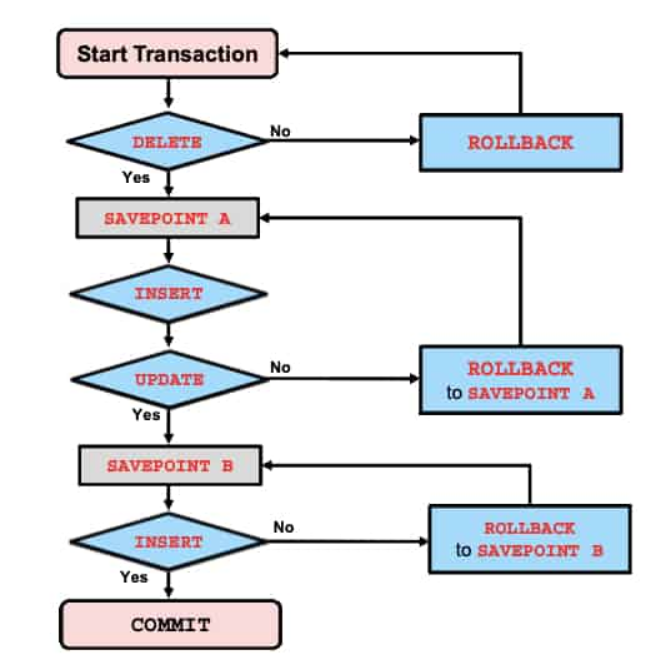 Start Transaction
DELETE
No
ROLLBACK
Yes
SAVEPOINT A
INSERT
UPDATE
No
ROLLBACK
to SAVEPOINT A
Yes
SAVEPOINT B
INSERT
No
ROLLBACK
to SAVEPOINT B
Yes
COMMIT